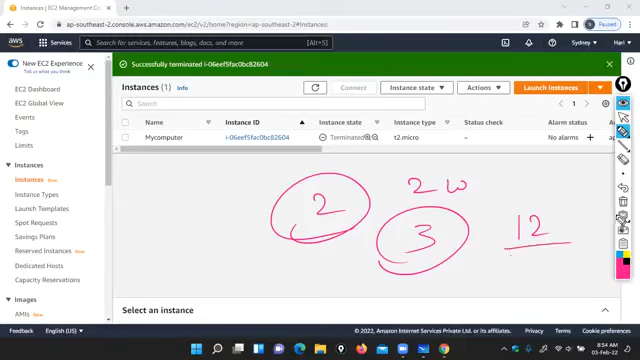 Instances | EC2 Management Co
ap-southeast-2.console.aws.amazon.com/ec2/v2/home?region=ap-southeast-2#Instances:
Paused
aws
Services
Search for services, features, blogs, docs, and more
[Alt+S]
Sydney
Hari
New EC2 Experience
Tell us what you think
EC2 Dashboard
EC2 Global View
Events
Tags
Limits
Instances
Instances New
Instance Types
Launch Templates
Spot Requests
Savings Plans
Reserved Instances
Dedicated Hosts
Capacity Reservations
Images
AMIs New
Successfully terminated i-06eef5fac0bc82604
Instances (1) Info
Connect
Instance state
Actions
Launch instances
Search
1
Name
Instance ID
Instance state
Instance type
Status check
Alarm status
Mycomputer
i-06eef5fac0bc82604
Terminated
t2.micro
–
No alarms
2
2 w
3
12
Select an instance
Feedback
English (US)
© 2022, Amazon Internet Services Private Ltd. or its affiliates.
Privacy
Terms
Cookie preferences
8:54 AM
03-Feb-22